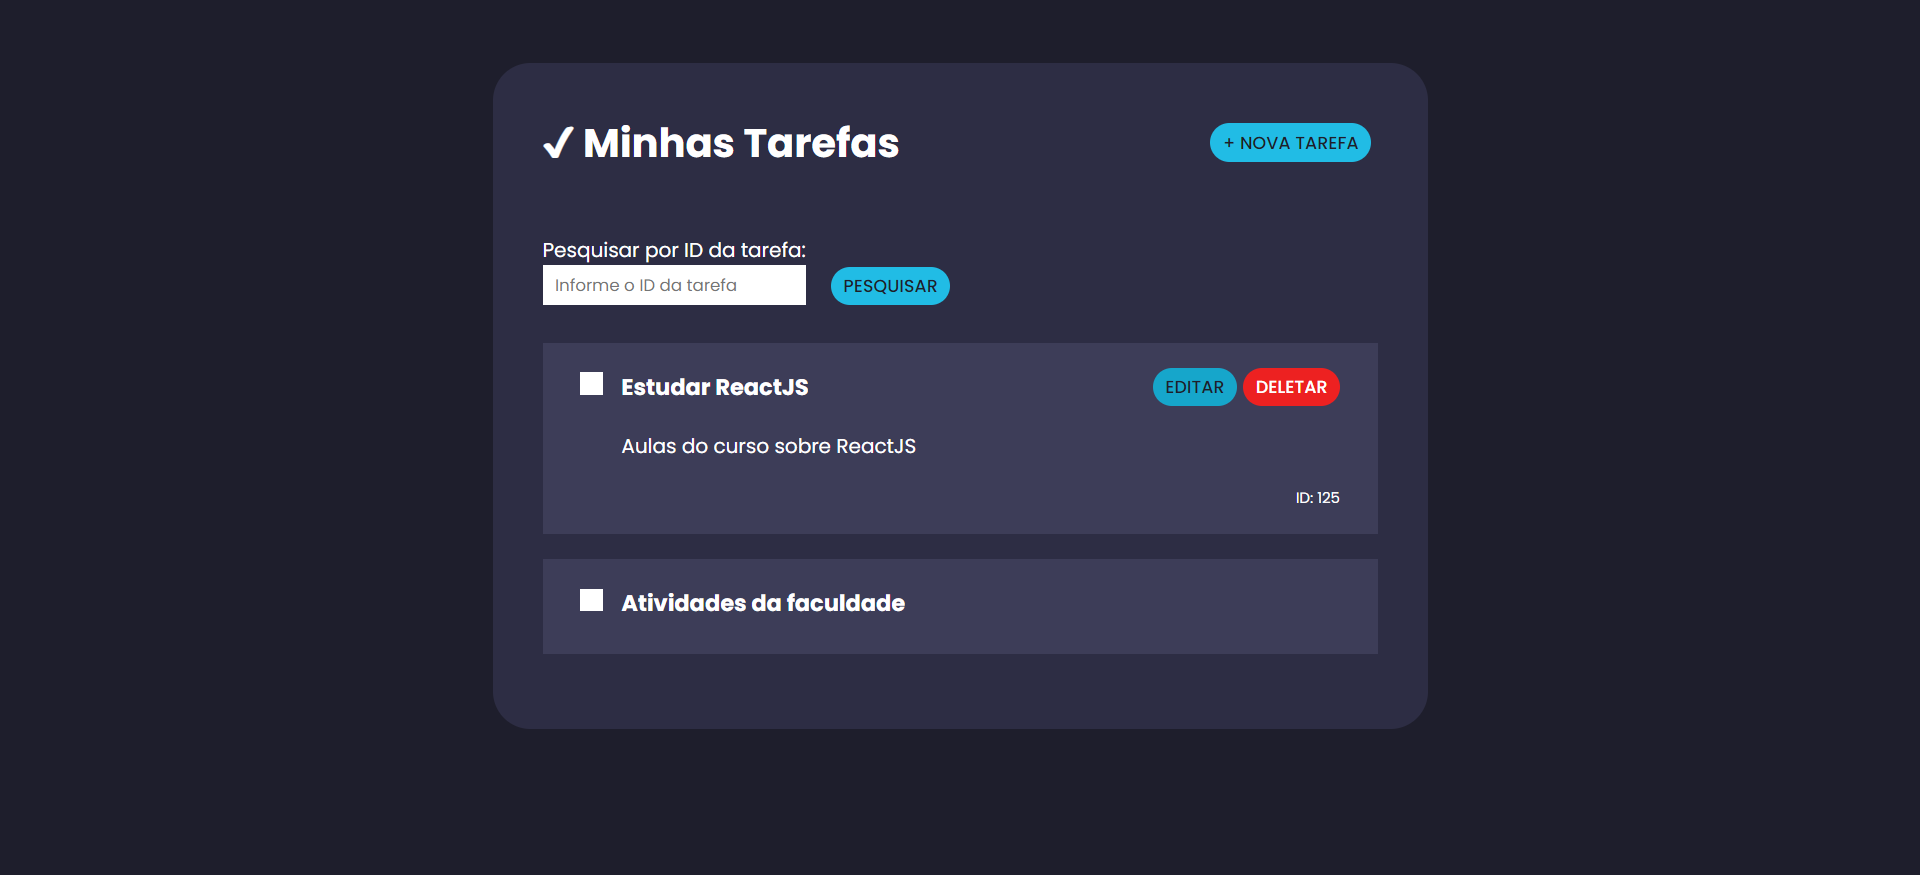 ✔ Minhas Tarefas
+ NOVA TAREFA
Pesquisar por ID da tarefa:
Informe o ID da tarefa
PESQUISAR
Estudar ReactJS
EDITAR
DELETAR
Aulas do curso sobre ReactJS
ID: 125
Atividades da faculdade